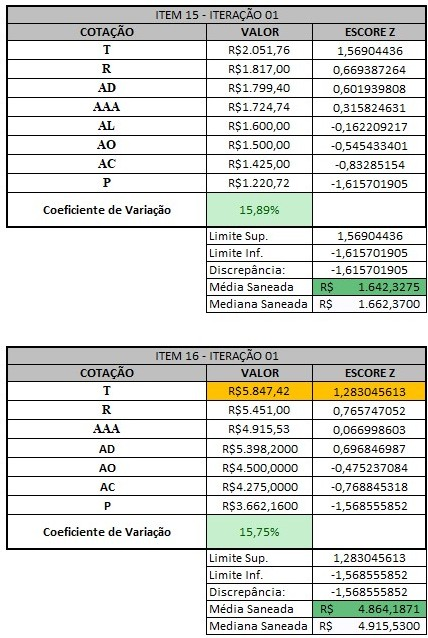 ITEM 15 - ITERAÇÃO 01
COTAÇÃO VALOR ESCORE Z
T R$2.051,76 1,56904436
R R$1.817,00 0,669387264
AD R$1.799,40 0,601939808
AAA R$1.724,74 0,315824631
AL R$1.600,00 -0,162209217
AO R$1.500,00 -0,545433401
AC R$1.425,00 -0,83285154
P R$1.220,72 -1,615701905
Coeficiente de Variação 15,89%
Limite Sup. 1,56904436
Limite Inf. -1,615701905
Discrepância: -1,615701905
Média Saneada R$ 1.642,3275
Mediana Saneada R$ 1.662,3700
ITEM 16 - ITERAÇÃO 01
COTAÇÃO VALOR ESCORE Z
T R$5.847,42 1,283045613
R R$5.451,00 0,765747052
AAA R$4.915,53 0,066998603
AD R$5.398,2000 0,696846987
AO R$4.500,0000 -0,475237084
AC R$4.275,0000 -0,768845318
P R$3.662,1600 -1,568555852
Coeficiente de Variação 15,75%
Limite Sup. 1,283045613
Limite Inf. -1,568555852
Discrepância: -1,568555852
Média Saneada R$ 4.864,1871
Mediana Saneada R$ 4.915,5300